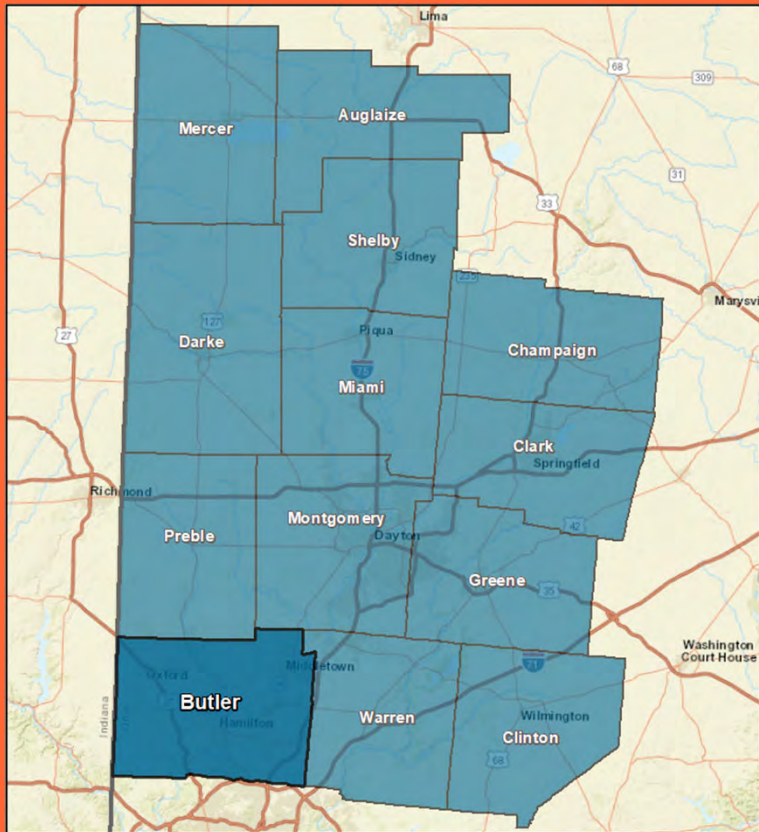 Lima
68
309
Mercer
Auglaize
31
33
Shelby
Sidney
235
Marysvi
127
27
Piqua
Darke
Champaign
75
Miami
Clark
Springfield
Richmond
Montgomery
42
Preble
Dayton
Greene
35
Washington
Court House
Middletown
71
Oxford
Butler
Hamilton
Indiana
Warren
Wilmington
Clinton
68